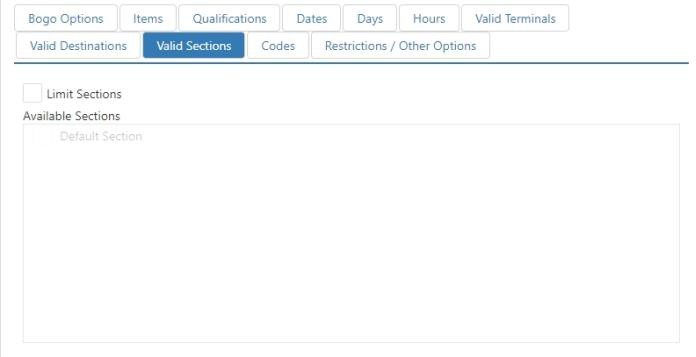 Bogo Options Items Qualifications Dates Days Hours Valid Terminals
Valid Destinations Valid Sections Codes Restrictions / Other Options
Limit Sections
Available Sections
Default Section